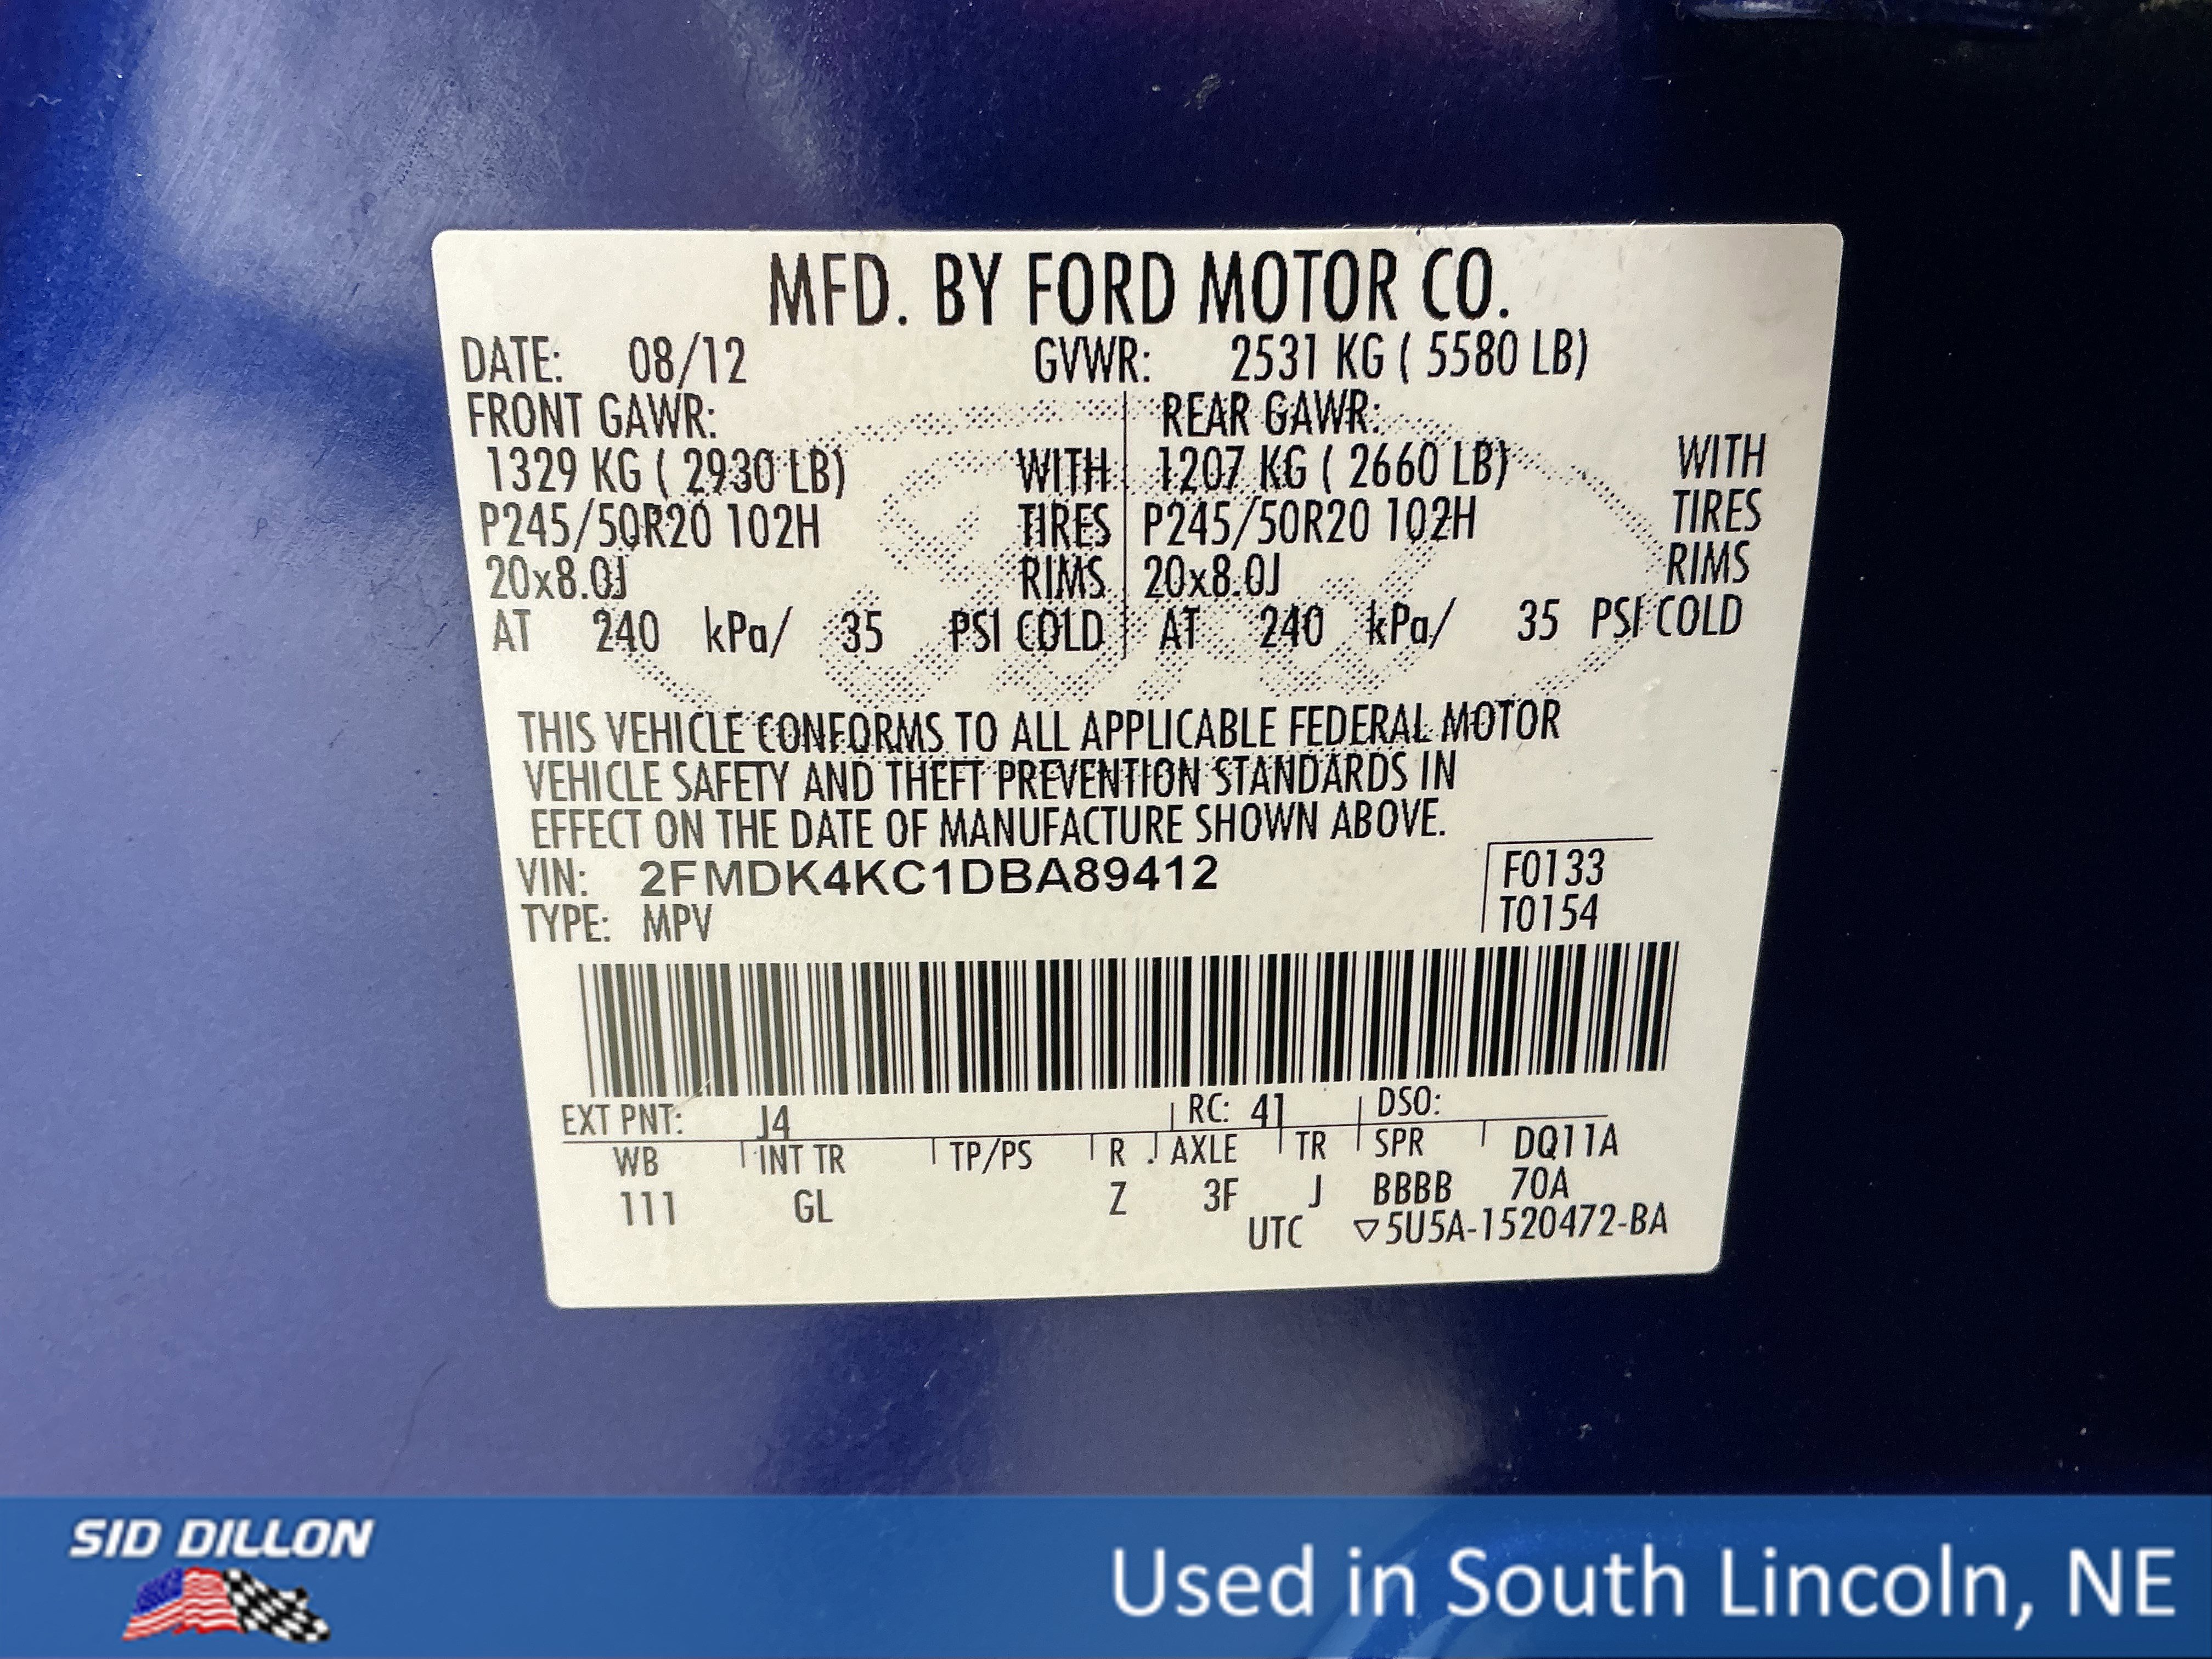 MFD. BY FORD MOTOR CO.
DATE: 08/12 GVWR: 2531 KG ( 5580 LB)
FRONT GAWR: REAR GAWR:
1329 KG ( 2930 LB) WITH 1207 KG ( 2660 LB) WITH
P245/50R20 102H TIRES P245/50R20 102H TIRES
20x8.0J RIMS 20x8.0J RIMS
AT 240 kPa/ 35 PSI COLD AT 240 kPa/ 35 PSI COLD
THIS VEHICLE CONFORMS TO ALL APPLICABLE FEDERAL MOTOR
VEHICLE SAFETY AND THEFT PREVENTION STANDARDS IN
EFFECT ON THE DATE OF MANUFACTURE SHOWN ABOVE.
VIN: 2FMDK4KC1DBA89412 F0133
TYPE: MPV T0154
EXT PNT: J4 RC: 41 DSO:
WB INT TR TP/PS R AXLE TR SPR DQ11A
111 GL Z 3F J BBBB 70A
UTC ▽5U5A-1520472-BA
SID DILLON
Used in South Lincoln, NE